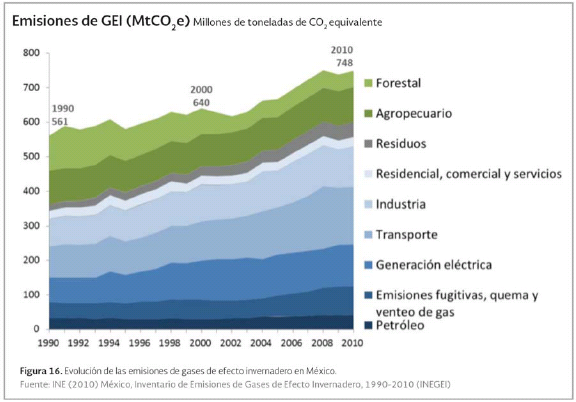 Emisiones de GEI (MtCO₂e) Millones de toneladas de CO₂ equivalente
800
700
600
500
400
300
200
100
0
1990
561
2000
640
2010
748
1990
1992
1994
1996
1998
2000
2002
2004
2006
2008
2010
Forestal
Agropecuario
Residuos
Residencial, comercial y servicios
Industria
Transporte
Generación eléctrica
Emisiones fugitivas, quema y
venteo de gas
Petróleo
Figura 16. Evolución de las emisiones de gases de efecto invernadero en México.
Fuente: INE (2010) México, Inventario de Emisiones de Gases de Efecto Invernadero, 1990-2010 (INEGEI)